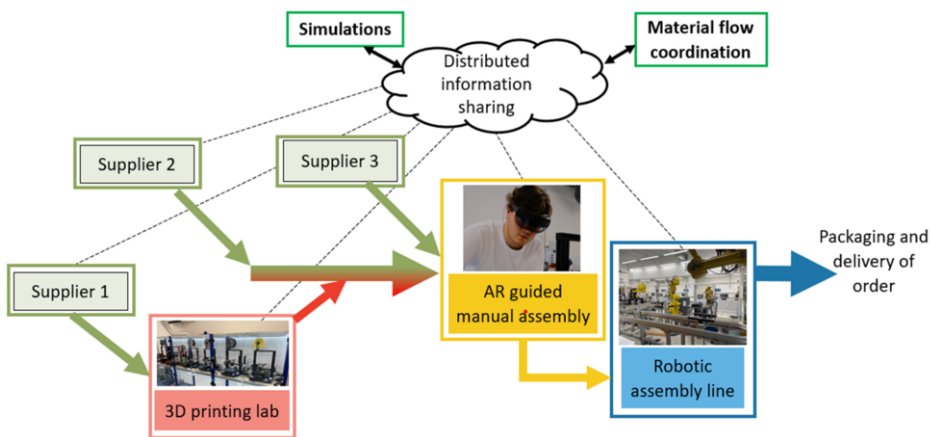 Simulations
Material flow
coordination
Distributed
information
sharing
Supplier 2
Supplier 3
Supplier 1
AR guided
manual assembly
Packaging and
delivery of
order
3D printing lab
Robotic
assembly line